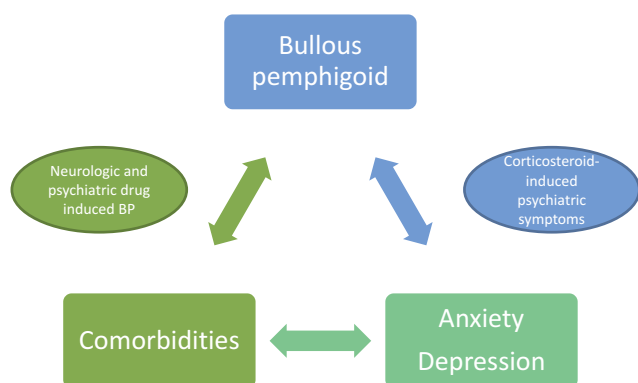 Bullous
pemphigoid
Neurologic and
psychiatric drug
induced BP
Corticosteroid-
induced
psychiatric
symptoms
Comorbidities
Anxiety
Depression